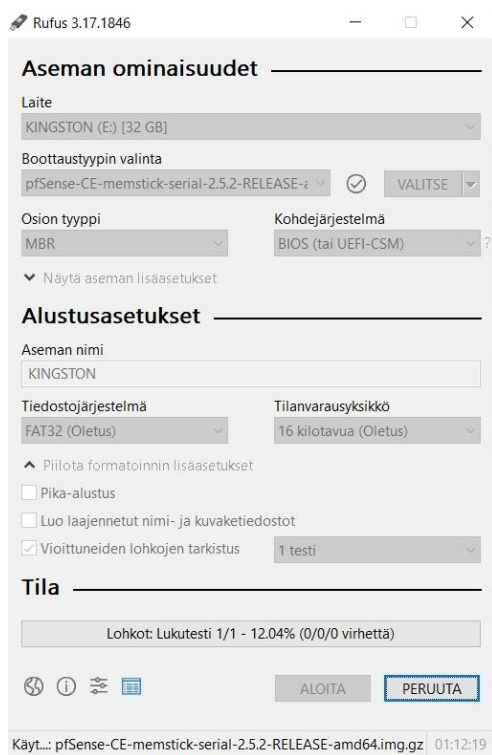 Rufus 3.17.1846
Aseman ominaisuudet
Laite
KINGSTON (E:) [32 GB]
Boottaustyypin valinta
pfSense-CE-memstick-serial-2.5.2-RELEASE-a
VALITSE
Osion tyyppi Kohdejärjestelmä
MBR BIOS (tai UEFI-CSM) ?
Näytä aseman lisäasetukset
Alustusasetukset
Aseman nimi
KINGSTON
Tiedostojärjestelmä Tilanvarausyksikkö
FAT32 (Oletus) 16 kilotavua (Oletus)
Piilota formatoinnin lisäasetukset
Pika-alustus
Luo laajennetut nimi- ja kuvaketiedostot
Vioittuneiden lohkojen tarkistus 1 testi
Tila
Lohkot: Lukutesti 1/1 - 12.04% (0/0/0 virhettä)
ALOITA PERUUTA
Käyt...: pfSense-CE-memstick-serial-2.5.2-RELEASE-amd64.img.gz 01:12:19